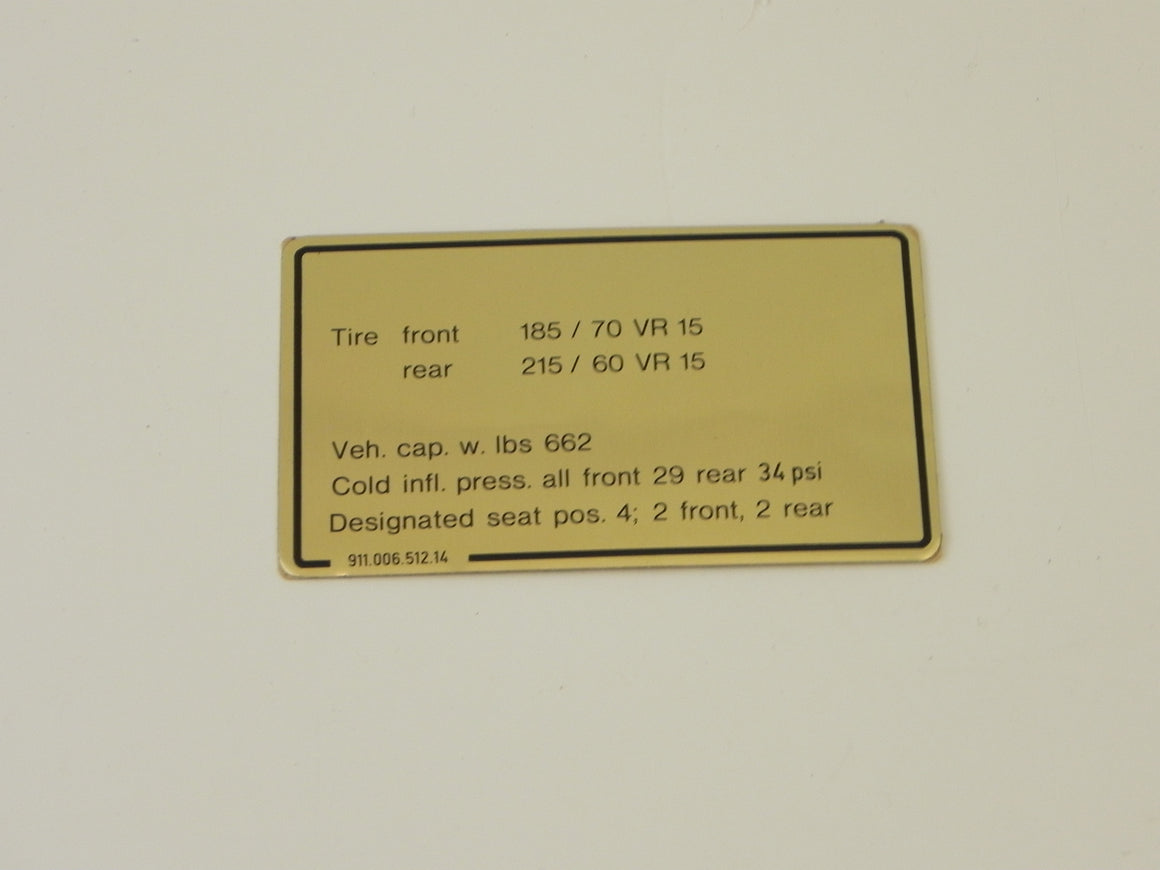 Tire front 185 / 70 VR 15
rear 215 / 60 VR 15
Veh. cap. w. lbs 662
Cold infl. press. all front 29 rear 34 psi
Designated seat pos. 4; 2 front, 2 rear
911.006.512.14